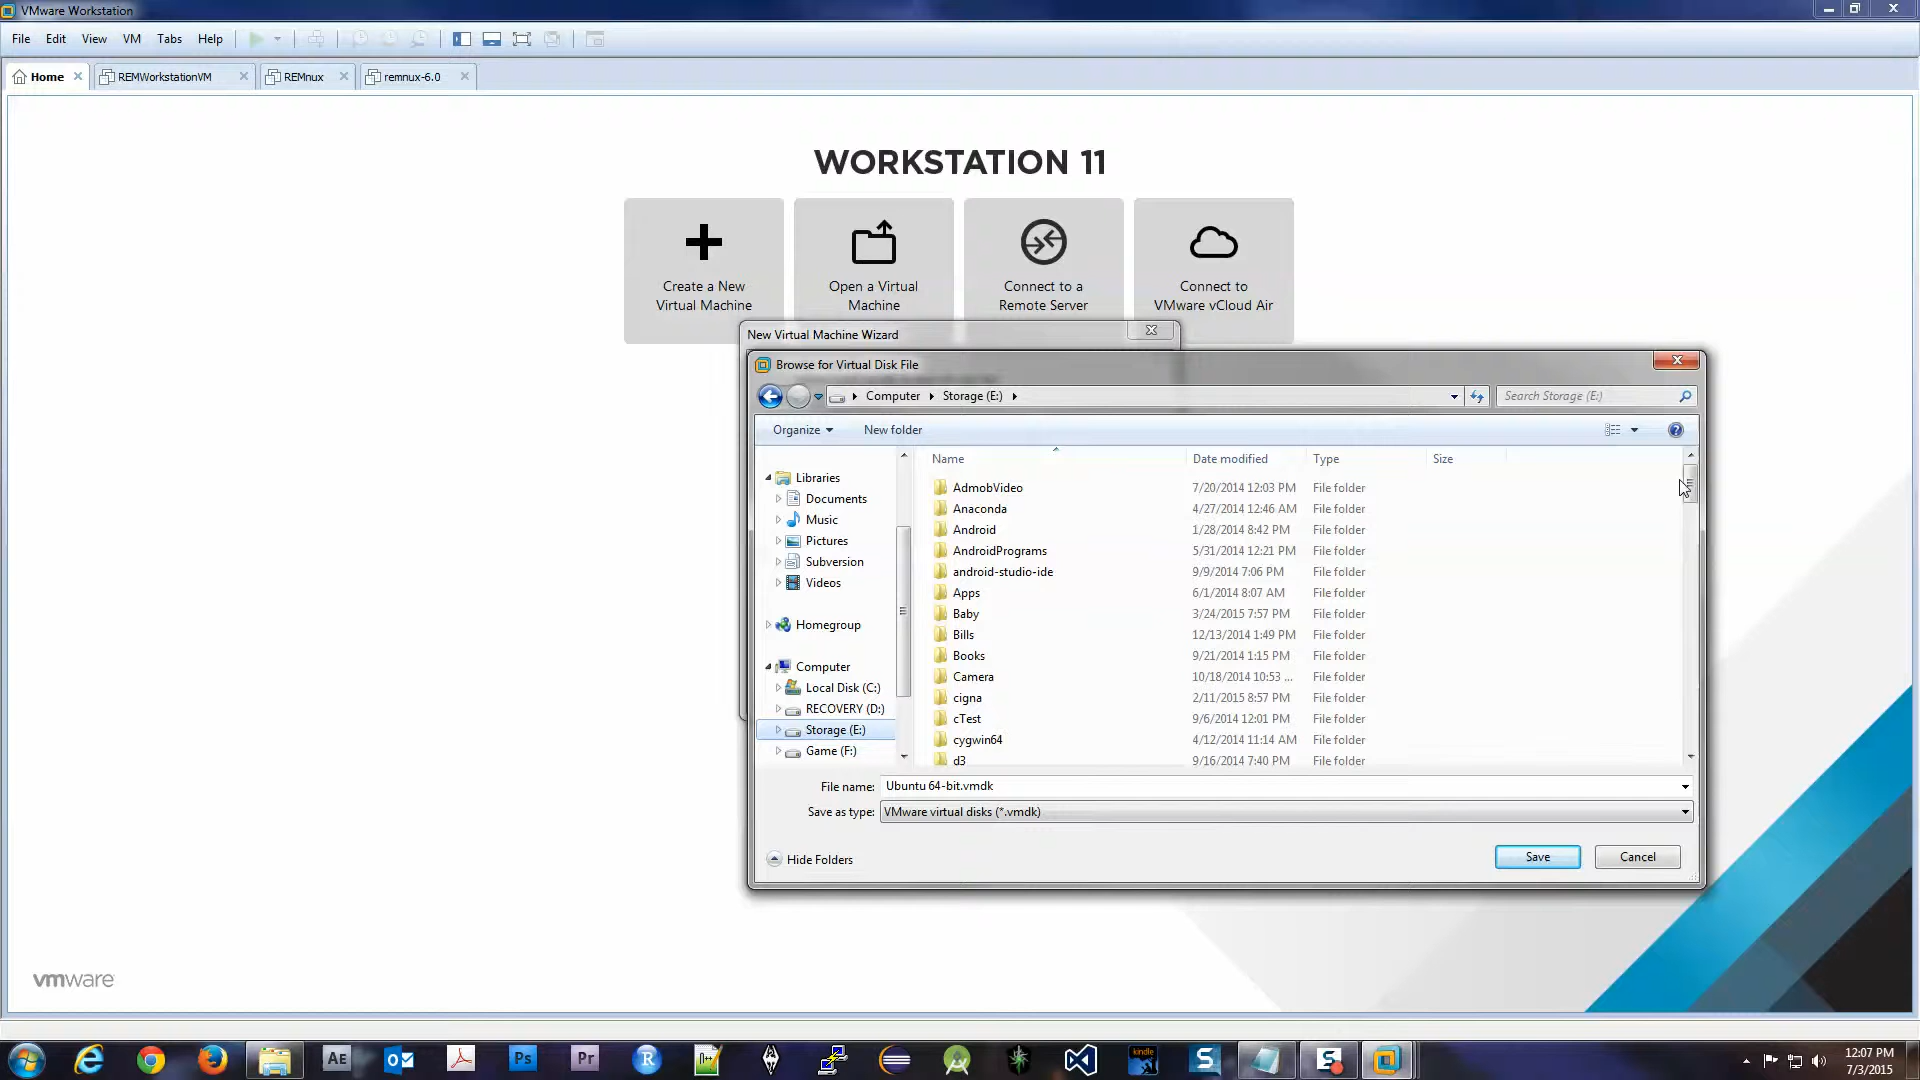 VMware Workstation
File Edit View VM Tabs Help
Home REMWorkstationVM REMnux remnux-6.0
WORKSTATION 11
Create a New Virtual Machine
Open a Virtual Machine
Connect to a Remote Server
Connect to VMware vCloud Air
New Virtual Machine Wizard
Browse for Virtual Disk File
Computer Storage (E:)
Search Storage (E:)
Organize New folder
Name Date modified Type Size
Libraries
Documents
Music
Pictures
Subversion
Videos
Homegroup
Computer
Local Disk (C:)
RECOVERY (D:)
Storage (E:)
Game (F:)
AdmobVideo 7/20/2014 12:03 PM File folder
Anaconda 4/27/2014 12:46 AM File folder
Android 1/28/2014 8:42 PM File folder
AndroidPrograms 5/31/2014 12:21 PM File folder
android-studio-ide 9/9/2014 7:06 PM File folder
Apps 6/1/2014 8:07 AM File folder
Baby 3/24/2015 7:57 PM File folder
Bills 12/13/2014 1:49 PM File folder
Books 9/21/2014 1:15 PM File folder
Camera 10/18/2014 10:53 ... File folder
cigna 2/11/2015 8:57 PM File folder
cTest 9/6/2014 12:01 PM File folder
cygwin64 4/12/2014 11:14 AM File folder
d3 9/16/2014 7:40 PM File folder
File name: Ubuntu 64-bit.vmdk
Save as type: VMware virtual disks (*.vmdk)
Hide Folders
Save Cancel
vmware
AE Ps Pr R kindle S S
12:07 PM
7/3/2015